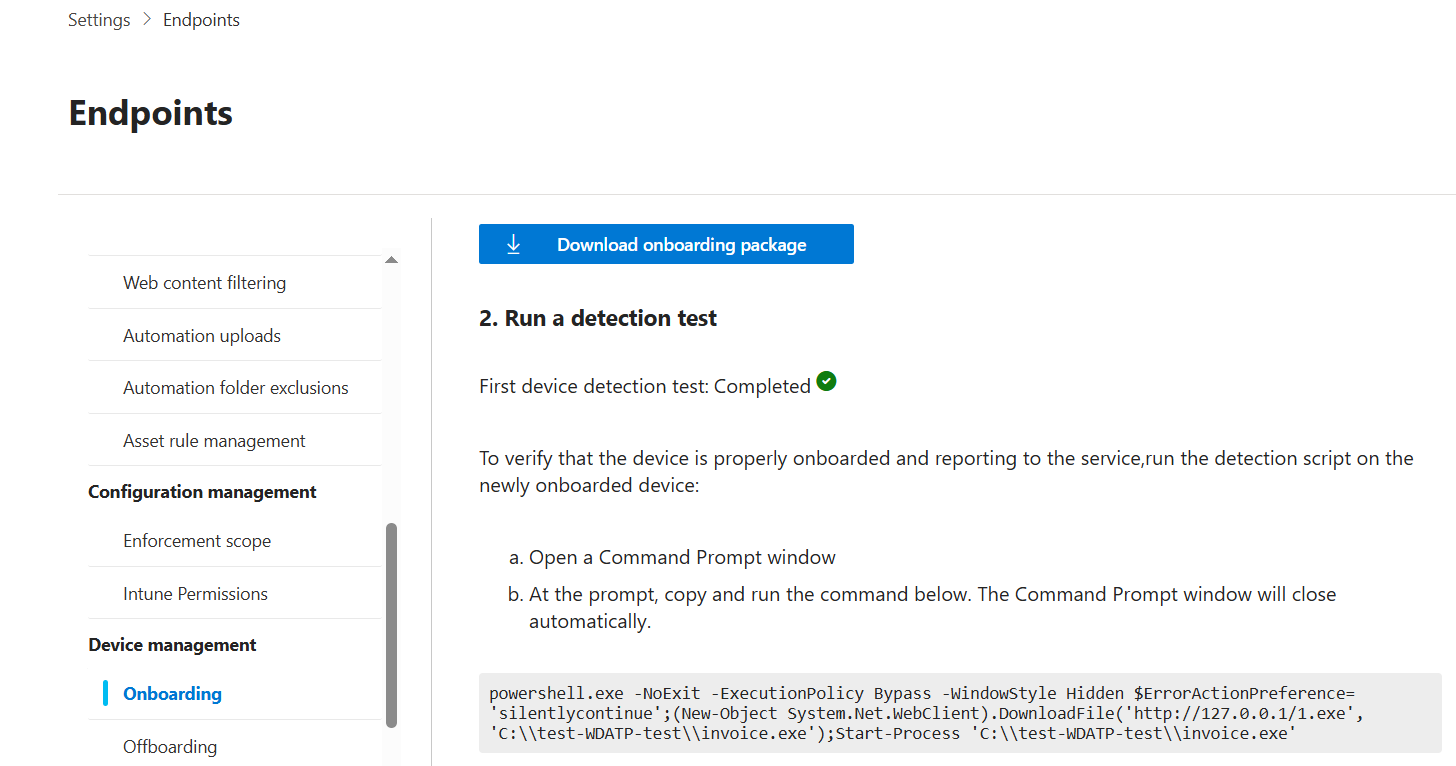 Settings > Endpoints
Endpoints
Web content filtering
Automation uploads
Automation folder exclusions
Asset rule management
Configuration management
Enforcement scope
Intune Permissions
Device management
Onboarding
Offboarding
Download onboarding package
2. Run a detection test
First device detection test: Completed
To verify that the device is properly onboarded and reporting to the service,run the detection script on the
newly onboarded device:
a. Open a Command Prompt window
b. At the prompt, copy and run the command below. The Command Prompt window will close
automatically.
powershell.exe -NoExit -ExecutionPolicy Bypass -WindowStyle Hidden $ErrorActionPreference=
'silentlycontinue';(New-Object System.Net.WebClient).DownloadFile('http://127.0.0.1/1.exe',
'C:\\test-WDATP-test\\invoice.exe');Start-Process 'C:\\test-WDATP-test\\invoice.exe'